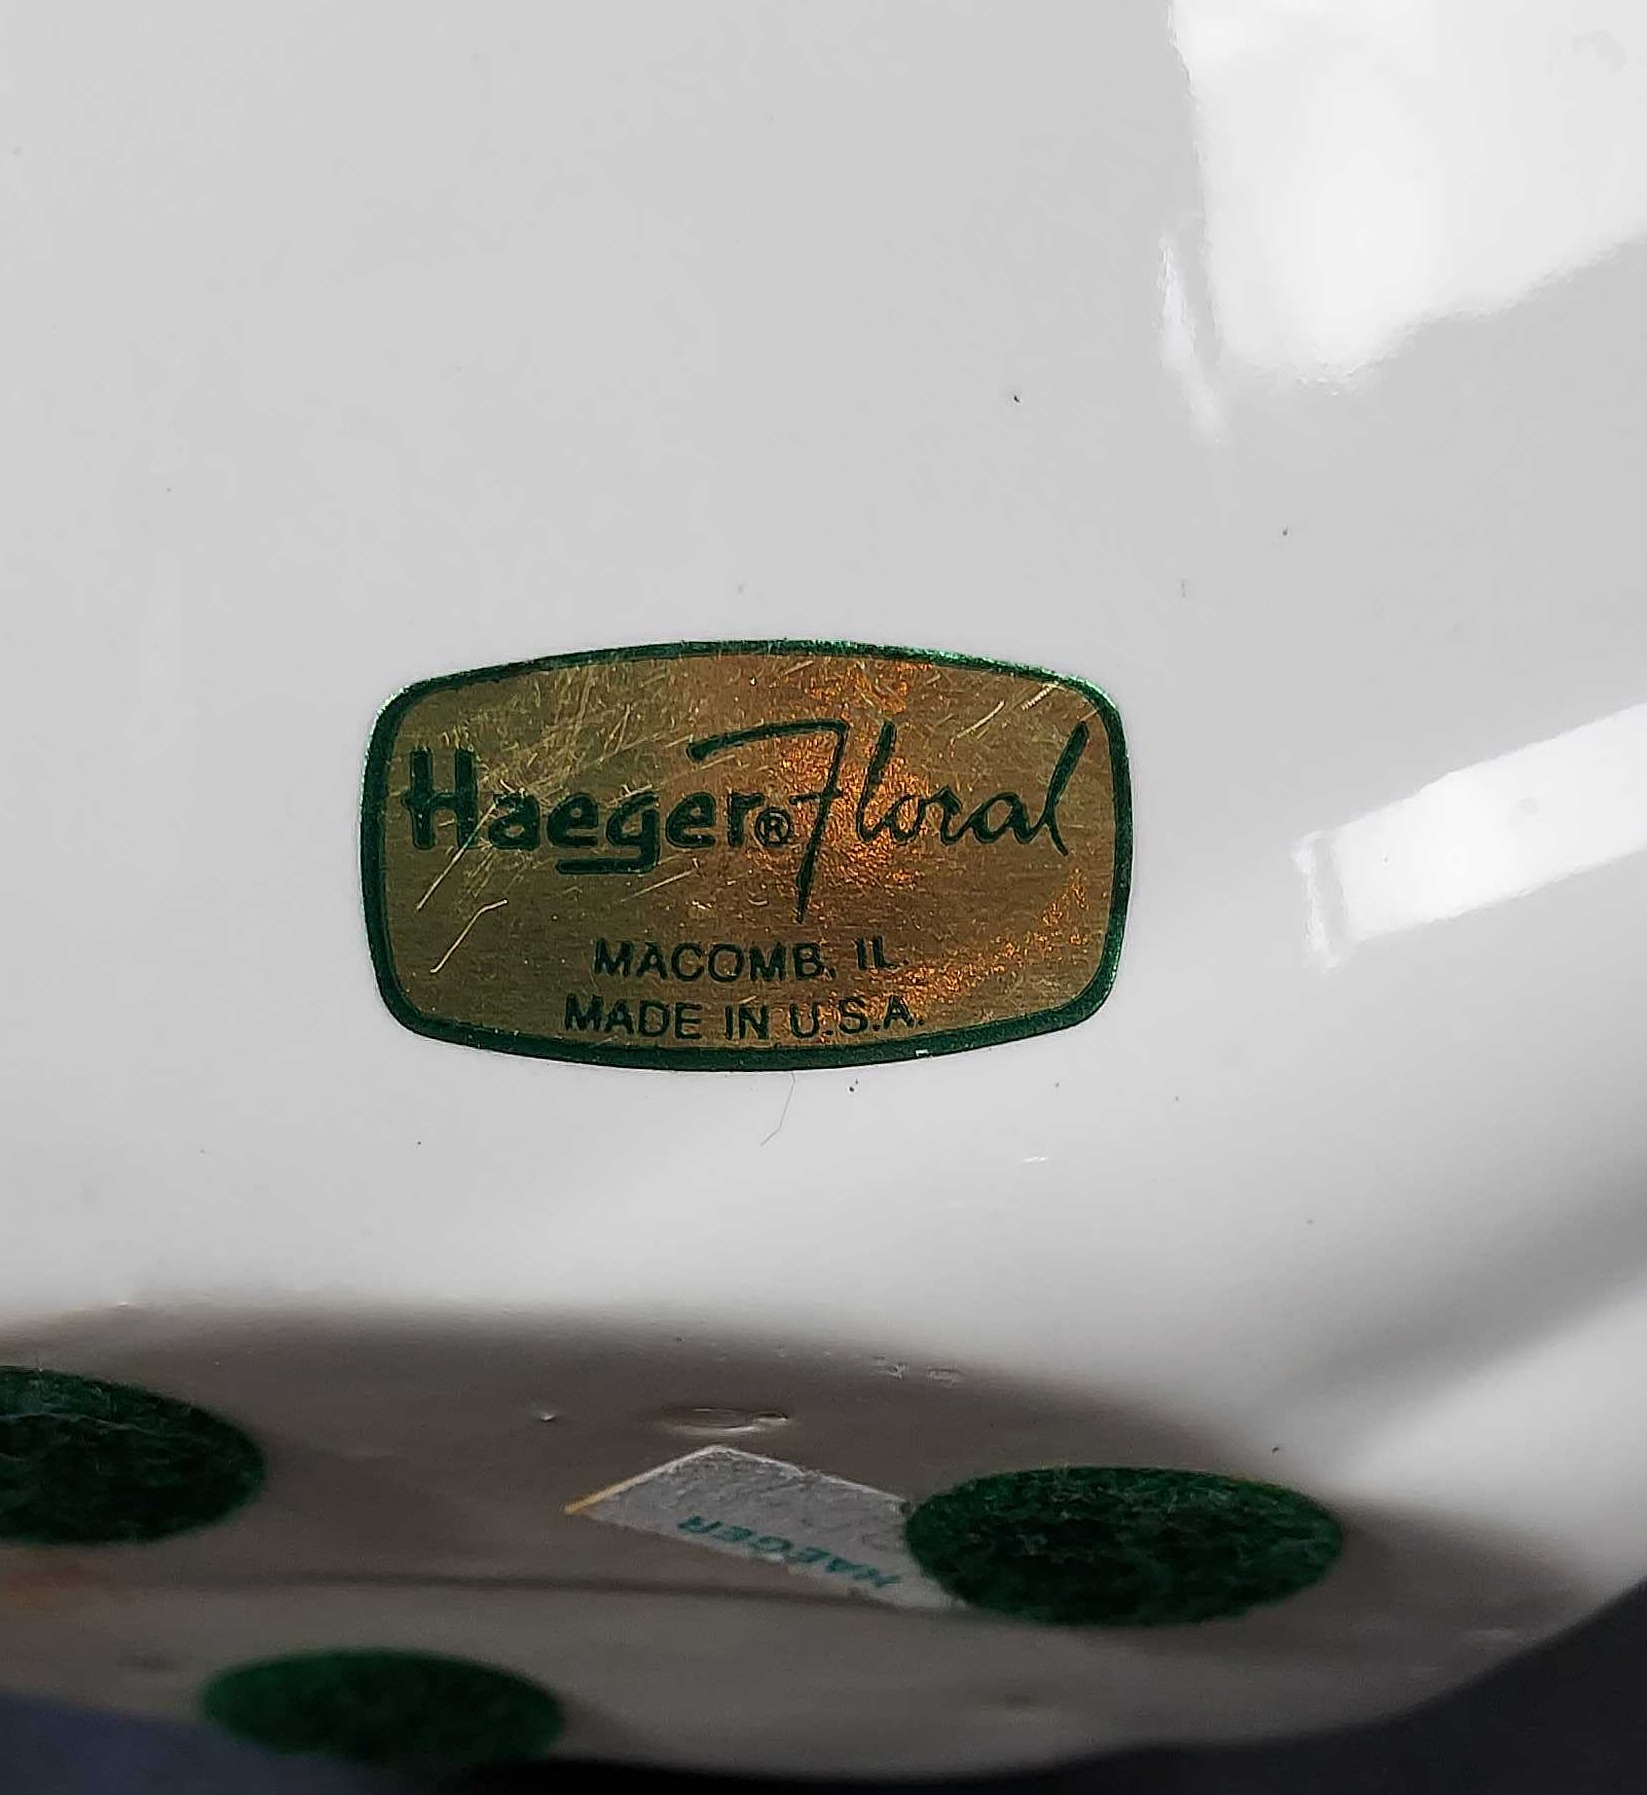 Haeger® Floral
MACOMB, IL.
MADE IN U.S.A.
HAEGER